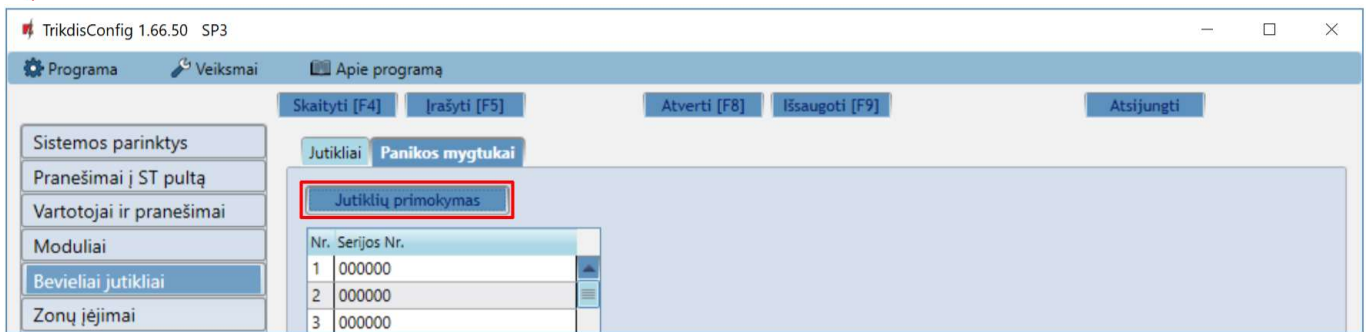 TrikdisConfig 1.66.50 SP3
Programa Veiksmai Apie programą
Skaityti [F4] Įrašyti [F5] Atverti [F8] Išsaugoti [F9] Atsijungti
Sistemos parinktys
Pranešimai į ST pultą
Vartotojai ir pranešimai
Moduliai
Bevieliai jutikliai
Zonų įėjimai
Jutikliai Panikos mygtukai
Jutiklių primokymas
Nr. Serijos Nr.
1 000000
2 000000
3 000000